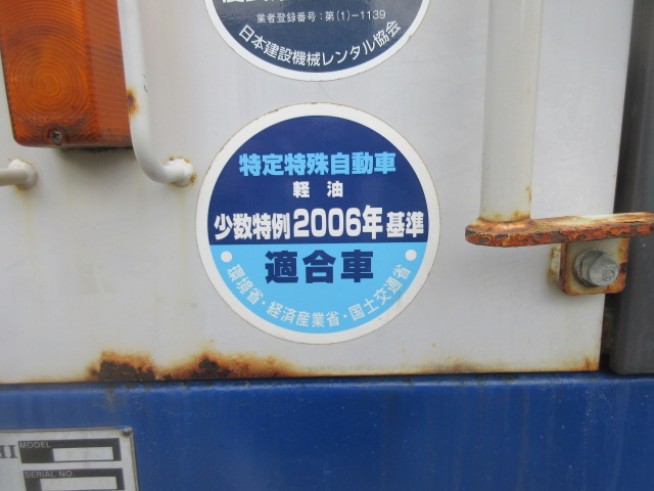 業者登録番号：第(1)－1139
日本建設機械レンタル協会
特定特殊自動車
軽油
少数特例2006年基準
適合車
・環境省・経済産業省・国土交通省・
MODEL
SERIAL NO.